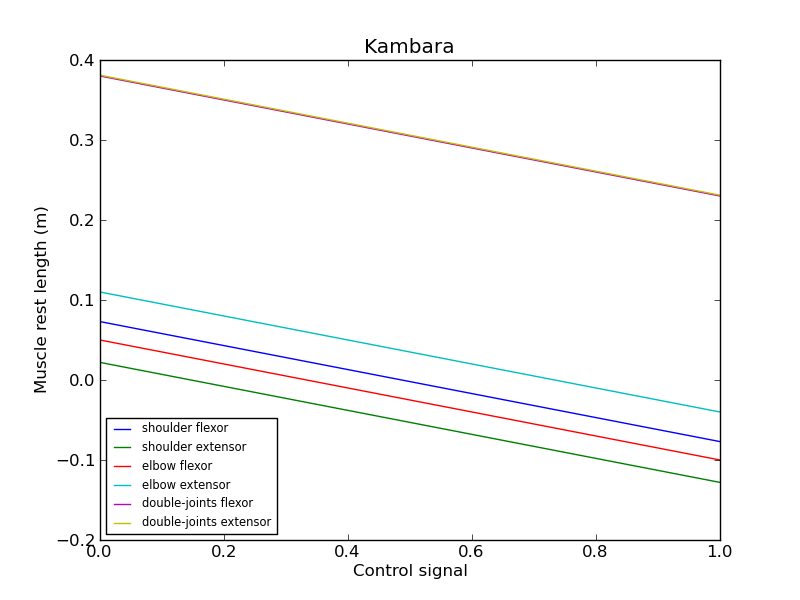 Kambara
0.4
0.3
0.2
0.1
0.0
−0.1
−0.2
Muscle rest length (m)
shoulder flexor
shoulder extensor
elbow flexor
elbow extensor
double-joints flexor
double-joints extensor
0.0 0.2 0.4 0.6 0.8 1.0
Control signal